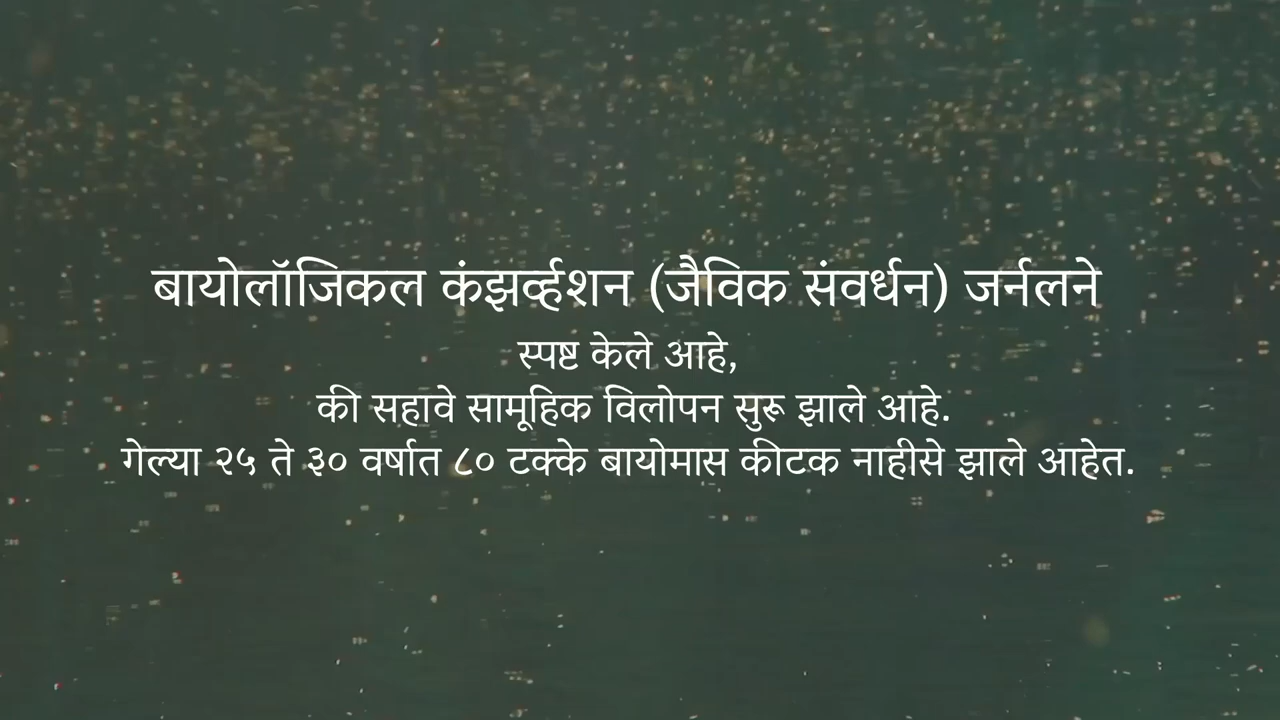 बायोलॉजिकल कंझर्व्हेशन (जैविक संवर्धन) जर्नलने
स्पष्ट केले आहे,
की सहावे सामूहिक विलोपन सुरू झाले आहे.
गेल्या २५ ते ३० वर्षात ८० टक्के बायोमास कीटक नाहीसे झाले आहेत.